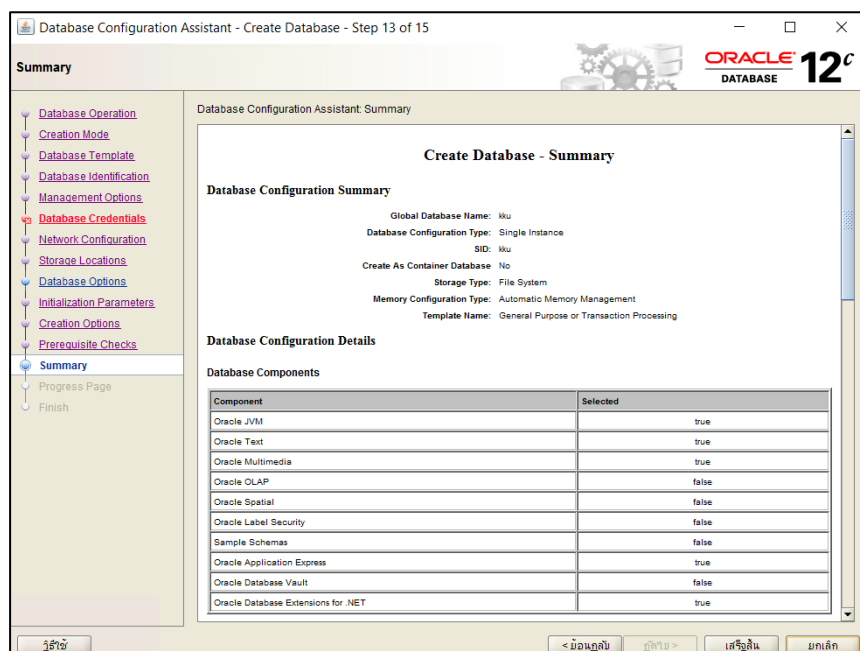 Database Configuration Assistant - Create Database - Step 13 of 15
Summary
ORACLE DATABASE 12c
Database Operation
Creation Mode
Database Template
Database Identification
Management Options
Database Credentials
Network Configuration
Storage Locations
Database Options
Initialization Parameters
Creation Options
Prerequisite Checks
Summary
Progress Page
Finish
Database Configuration Assistant: Summary
Create Database - Summary
Database Configuration Summary
Global Database Name: kku
Database Configuration Type: Single Instance
SID: kku
Create As Container Database No
Storage Type: File System
Memory Configuration Type: Automatic Memory Management
Template Name: General Purpose or Transaction Processing
Database Configuration Details
Database Components
Component Selected
Oracle JVM true
Oracle Text true
Oracle Multimedia true
Oracle OLAP false
Oracle Spatial false
Oracle Label Security false
Sample Schemas false
Oracle Application Express true
Oracle Database Vault false
Oracle Database Extensions for .NET true
วิธีใช้ < ย้อนกลับ ถัดไป > เสร็จสิ้น ยกเลิก